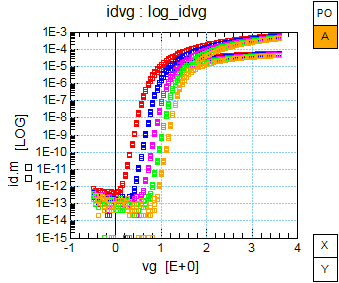 idvg : log_idvg
PO
A
1E-3
1E-4
1E-5
1E-6
1E-7
1E-8
1E-9
1E-10
1E-11
1E-12
1E-13
1E-14
1E-15
id.m [LOG]
-1 0 1 2 3 4
vg [E+0]
X
Y